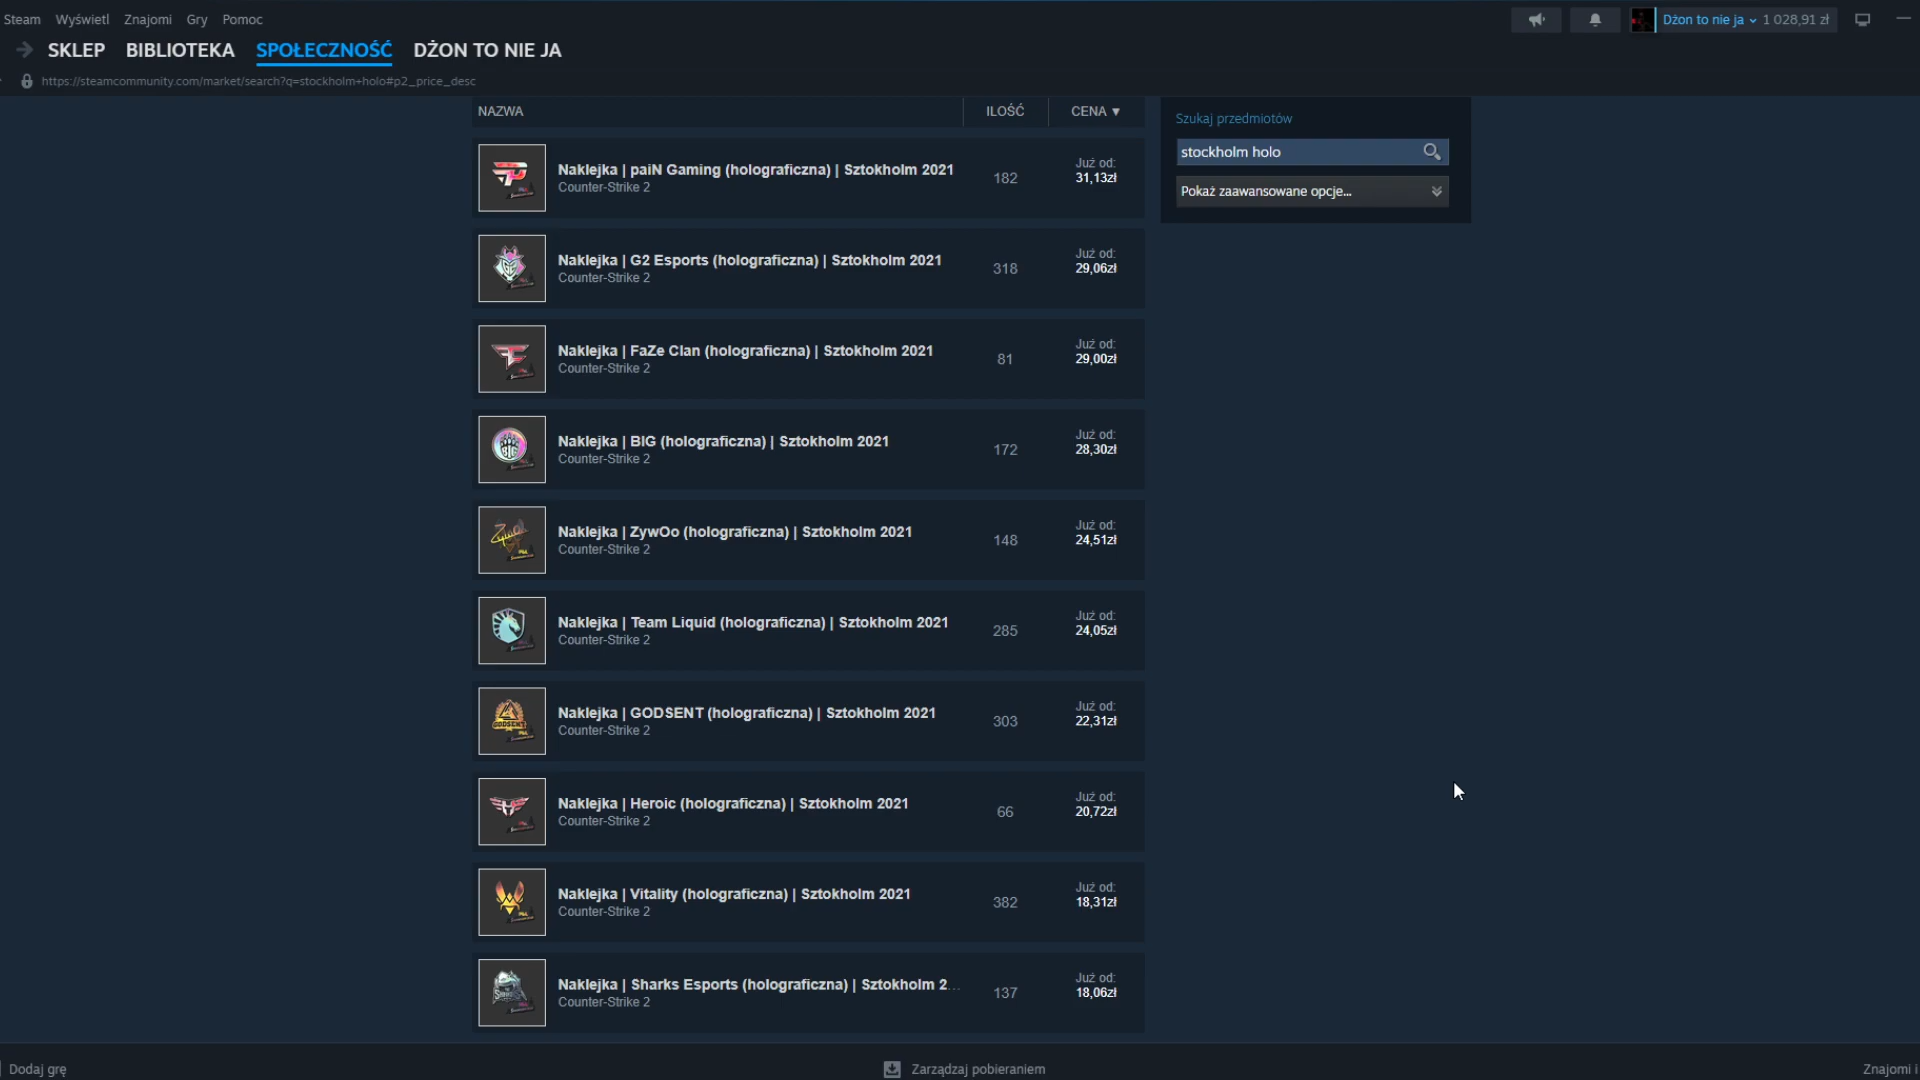 Steam Wyświetl Znajomi Gry Pomoc
Dżon to nie ja 1 028,91 zł
SKLEP BIBLIOTEKA SPOŁECZNOŚĆ DŻON TO NIE JA
https://steamcommunity.com/market/search?q=stockholm+holo#p2_price_desc
NAZWA ILOŚĆ CENA ▼
Szukaj przedmiotów
stockholm holo
Pokaż zaawansowane opcje...
Naklejka | paiN Gaming (holograficzna) | Sztokholm 2021
Counter-Strike 2
182
Już od:
31,13zł
Naklejka | G2 Esports (holograficzna) | Sztokholm 2021
Counter-Strike 2
318
Już od:
29,06zł
Naklejka | FaZe Clan (holograficzna) | Sztokholm 2021
Counter-Strike 2
81
Już od:
29,00zł
Naklejka | BIG (holograficzna) | Sztokholm 2021
Counter-Strike 2
172
Już od:
28,30zł
Naklejka | ZywOo (holograficzna) | Sztokholm 2021
Counter-Strike 2
148
Już od:
24,51zł
Naklejka | Team Liquid (holograficzna) | Sztokholm 2021
Counter-Strike 2
285
Już od:
24,05zł
Naklejka | GODSENT (holograficzna) | Sztokholm 2021
Counter-Strike 2
303
Już od:
22,31zł
Naklejka | Heroic (holograficzna) | Sztokholm 2021
Counter-Strike 2
66
Już od:
20,72zł
Naklejka | Vitality (holograficzna) | Sztokholm 2021
Counter-Strike 2
382
Już od:
18,31zł
Naklejka | Sharks Esports (holograficzna) | Sztokholm 2...
Counter-Strike 2
137
Już od:
18,06zł
Dodaj grę
Zarządzaj pobieraniem
Znajomi i